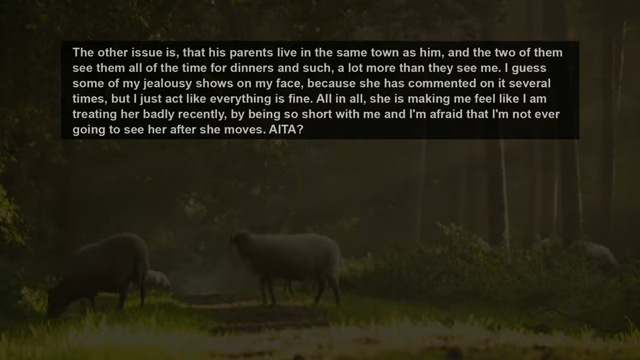 The other issue is, that his parents live in the same town as him, and the two of them
see them all of the time for dinners and such, a lot more than they see me. I guess
some of my jealousy shows on my face, because she has commented on it several
times, but I just act like everything is fine. All in all, she is making me feel like I am
treating her badly recently, by being so short with me and I'm afraid that I'm not ever
going to see her after she moves. AITA?